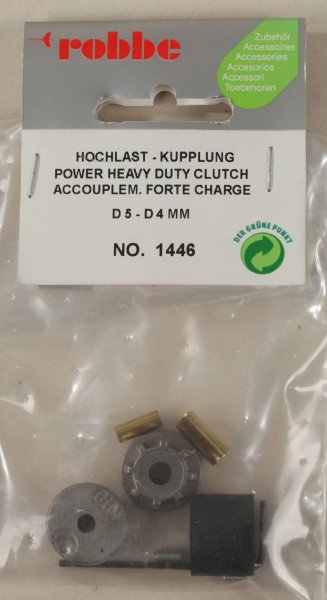 robbe
Zubehör
Accessoires
Accessories
Accesorios
Accessori
Toebehoren
HOCHLAST - KUPPLUNG
POWER HEAVY DUTY CLUTCH
ACCOUPLEM. FORTE CHARGE
D 5 - D 4 MM
NO. 1446
DER GRÜNE PUNKT